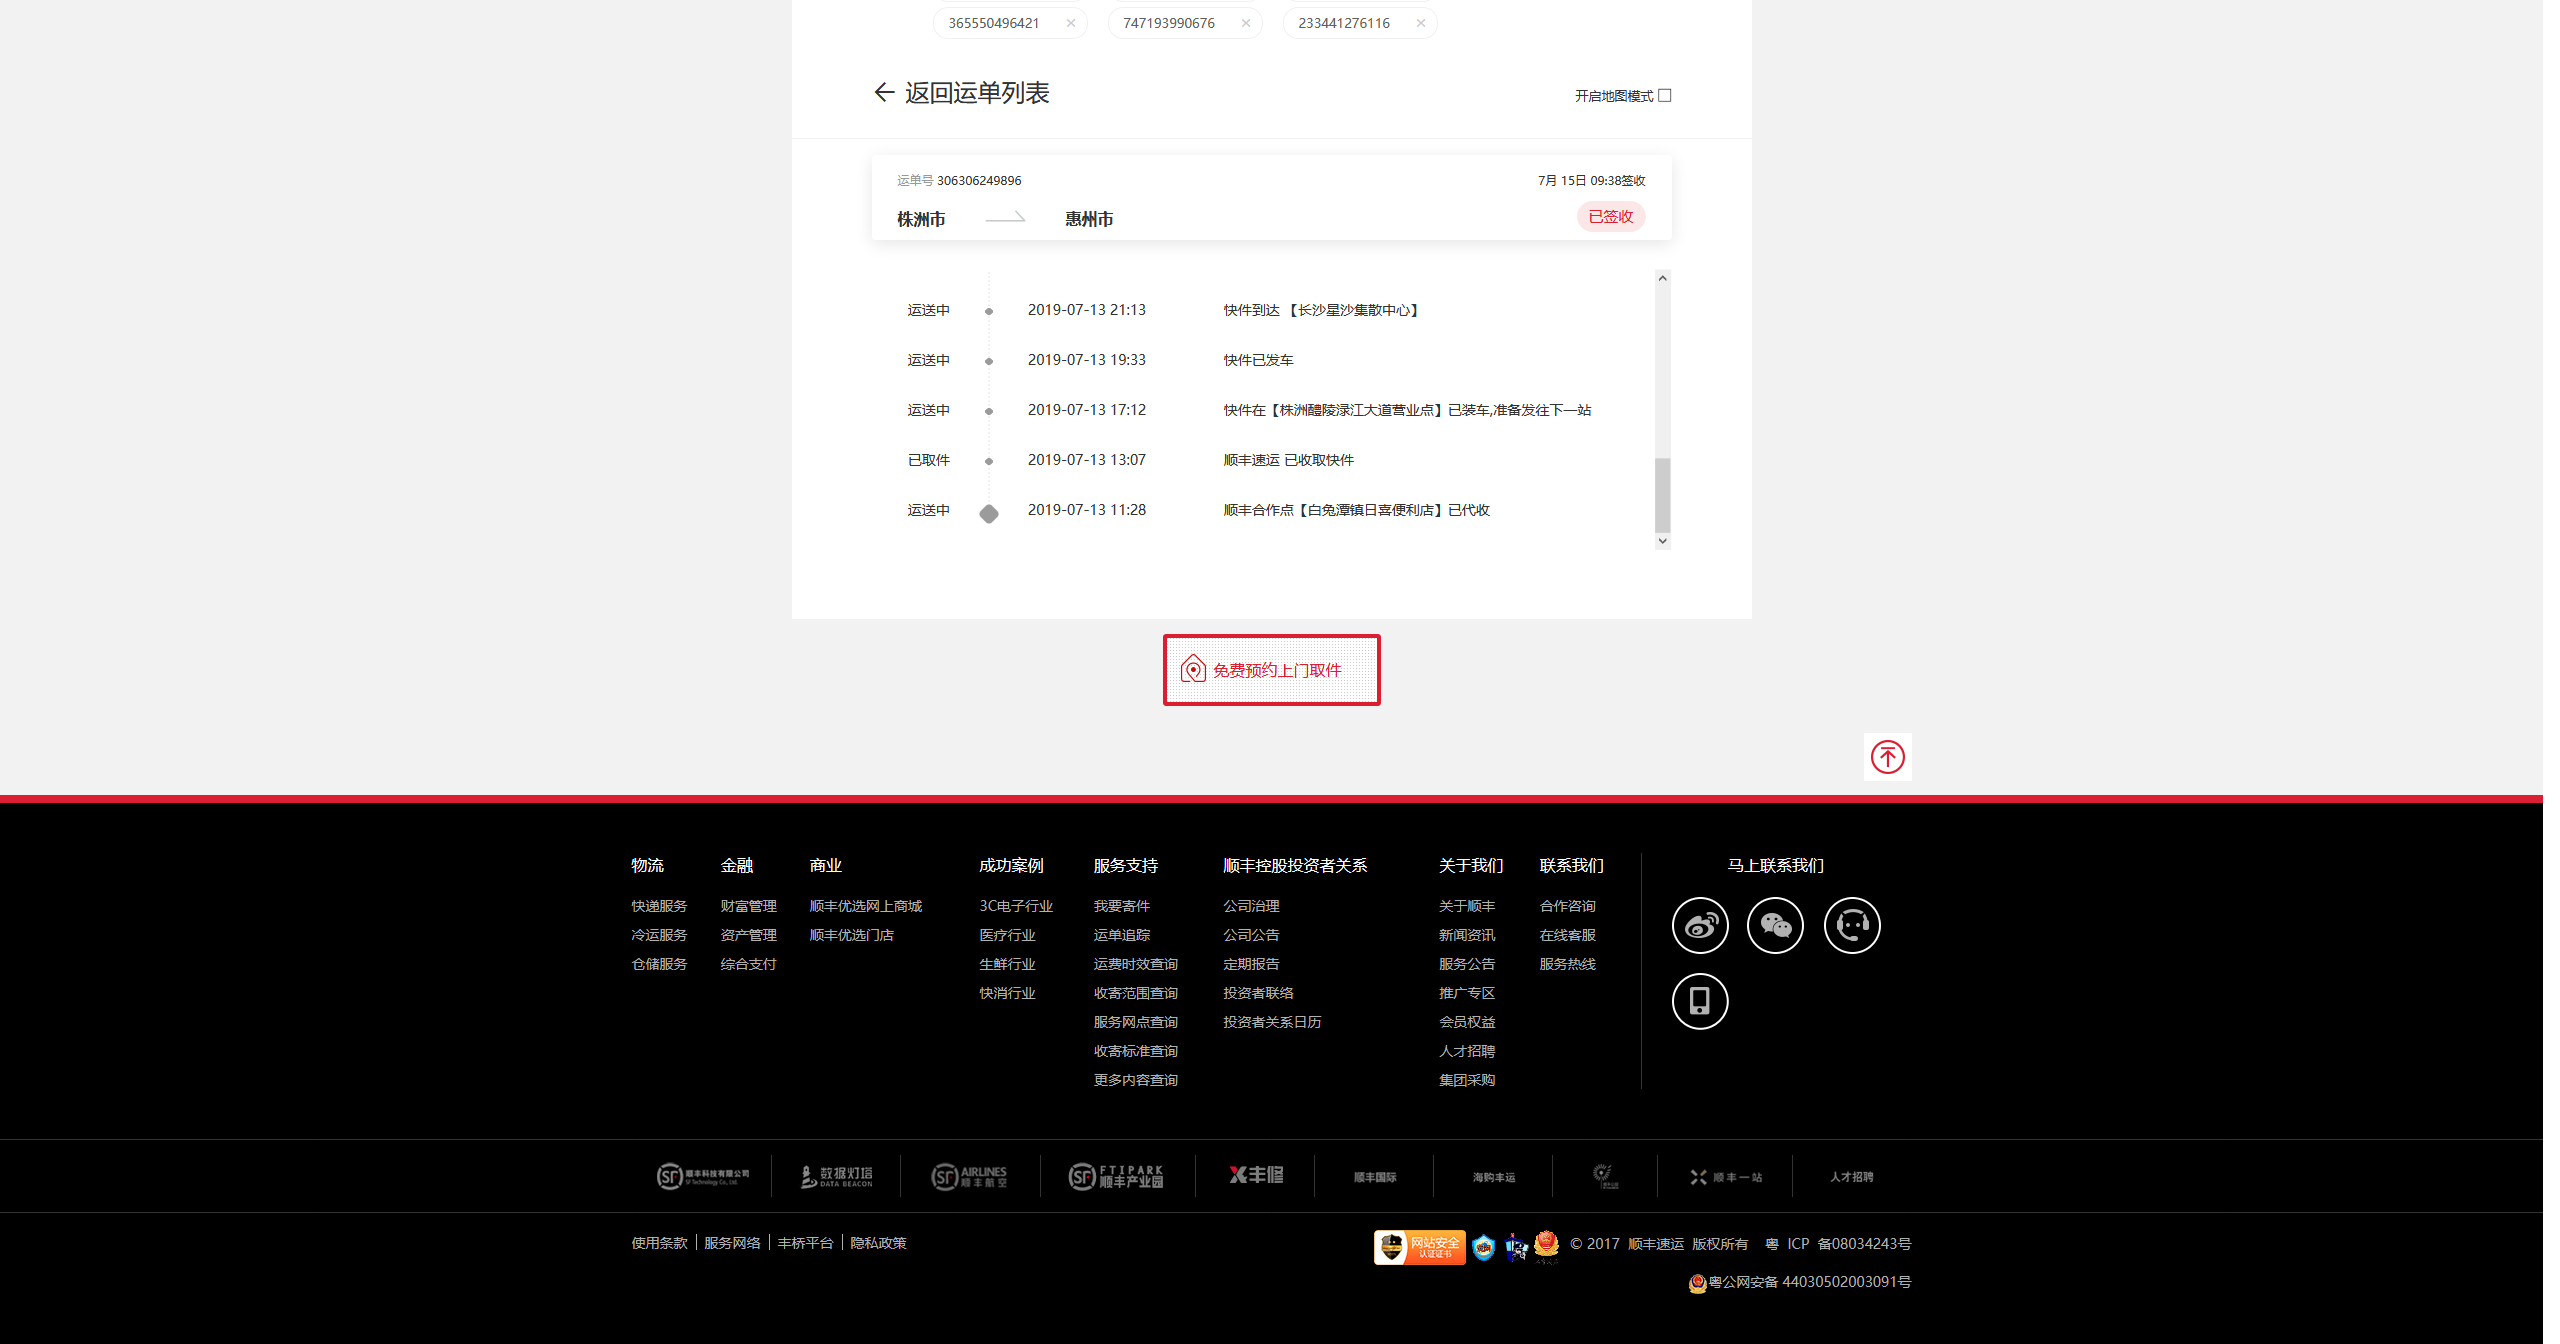 365550496421 × 747193990676 × 233441276116 ×
返回运单列表
开启地图模式
运单号 306306249896
7月 15日 09:38签收
株洲市 惠州市
已签收
运送中 2019-07-13 21:13 快件到达 【长沙星沙集散中心】
运送中 2019-07-13 19:33 快件已发车
运送中 2019-07-13 17:12 快件在【株洲醴陵渌江大道营业点】已装车,准备发往下一站
已取件 2019-07-13 13:07 顺丰速运 已收取快件
运送中 2019-07-13 11:28 顺丰合作点【白兔潭镇日喜便利店】已代收
免费预约上门取件
物流
快递服务
冷运服务
仓储服务
金融
财富管理
资产管理
综合支付
商业
顺丰优选网上商城
顺丰优选门店
成功案例
3C电子行业
医疗行业
生鲜行业
快消行业
服务支持
我要寄件
运单追踪
运费时效查询
收寄范围查询
服务网点查询
收寄标准查询
更多内容查询
顺丰控股投资者关系
公司治理
公司公告
定期报告
投资者联络
投资者关系日历
关于我们
关于顺丰
新闻资讯
服务公告
推广专区
会员权益
人才招聘
集团采购
联系我们
合作咨询
在线客服
服务热线
马上联系我们
SF 顺丰科技有限公司
SF Technology Co., Ltd.
数据灯塔
DATA BEACON
SF AIRLINES
顺丰航空
SF FTIPARK
顺丰产业园
丰修
顺丰国际
海购丰运
顺丰一站
人才招聘
使用条款 | 服务网络 | 丰桥平台 | 隐私政策
网站安全
认证证书
© 2017 顺丰速运 版权所有 粤 ICP 备08034243号
粤公网安备 44030502003091号